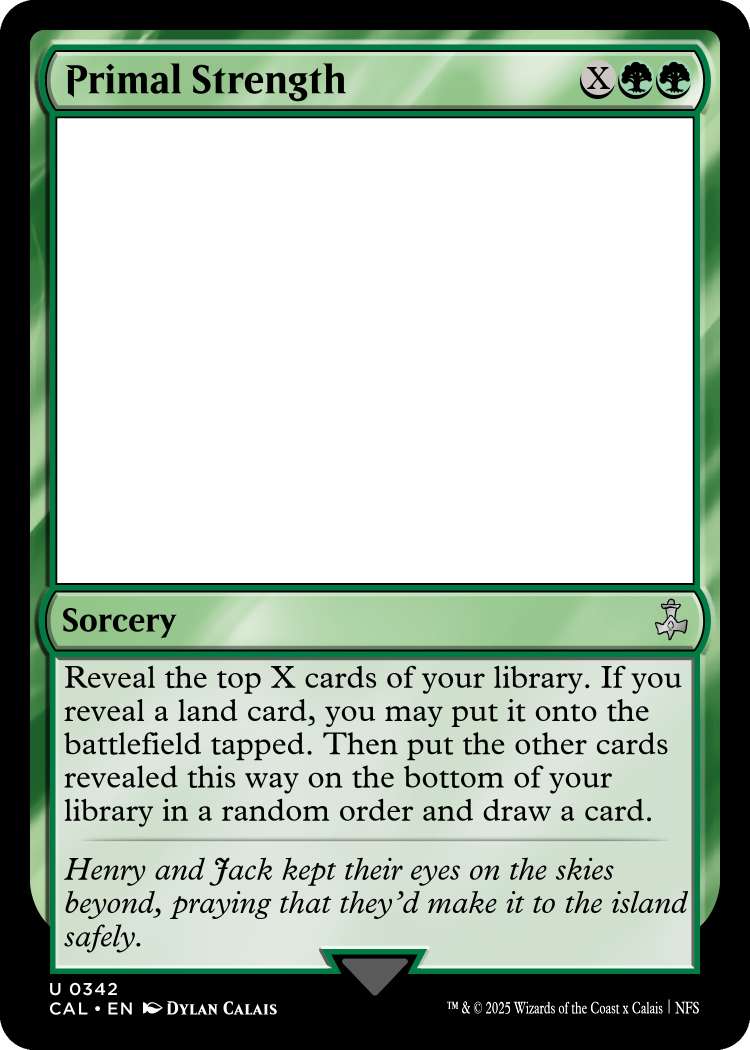 Primal Strength X
Sorcery
Reveal the top X cards of your library. If you
reveal a land card, you may put it onto the
battlefield tapped. Then put the other cards
revealed this way on the bottom of your
library in a random order and draw a card.
Henry and Jack kept their eyes on the skies
beyond, praying that they’d make it to the island
safely.
U 0342
CAL • EN DYLAN CALAIS
™ & © 2025 Wizards of the Coast x Calais | NFS